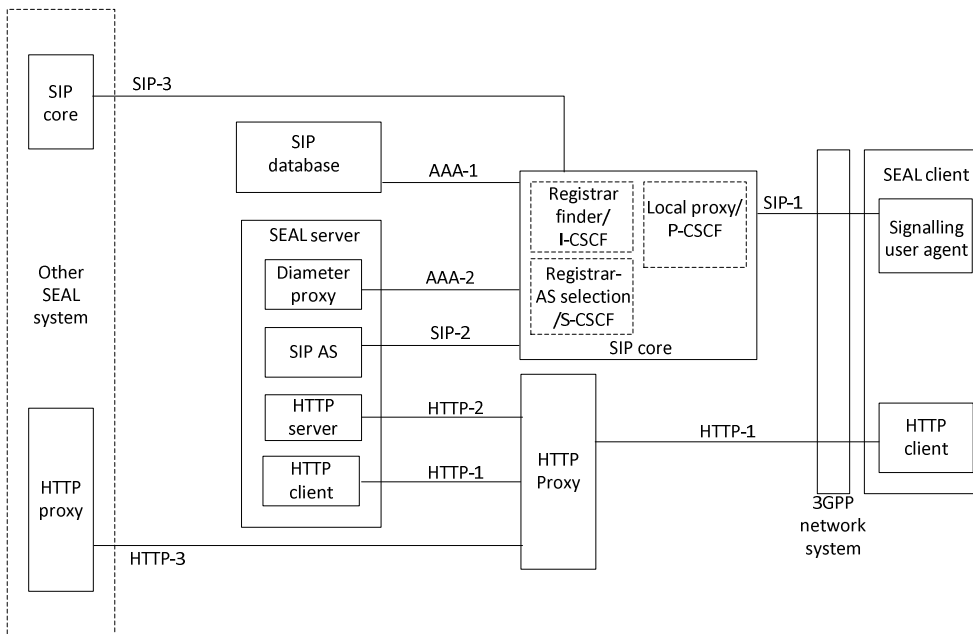 SIP
core
SIP-3
SIP
database
AAA-1
SEAL server
Diameter
proxy
AAA-2
SIP AS
SIP-2
HTTP
server
HTTP-2
HTTP
client
HTTP-1
Other
SEAL
system
HTTP
proxy
HTTP-3
Registrar
finder/
I-CSCF
Local proxy/
P-CSCF
Registrar-
AS selection
/S-CSCF
SIP core
SIP-1
HTTP
Proxy
HTTP-1
SEAL client
Signalling
user agent
HTTP
client
3GPP
network
system